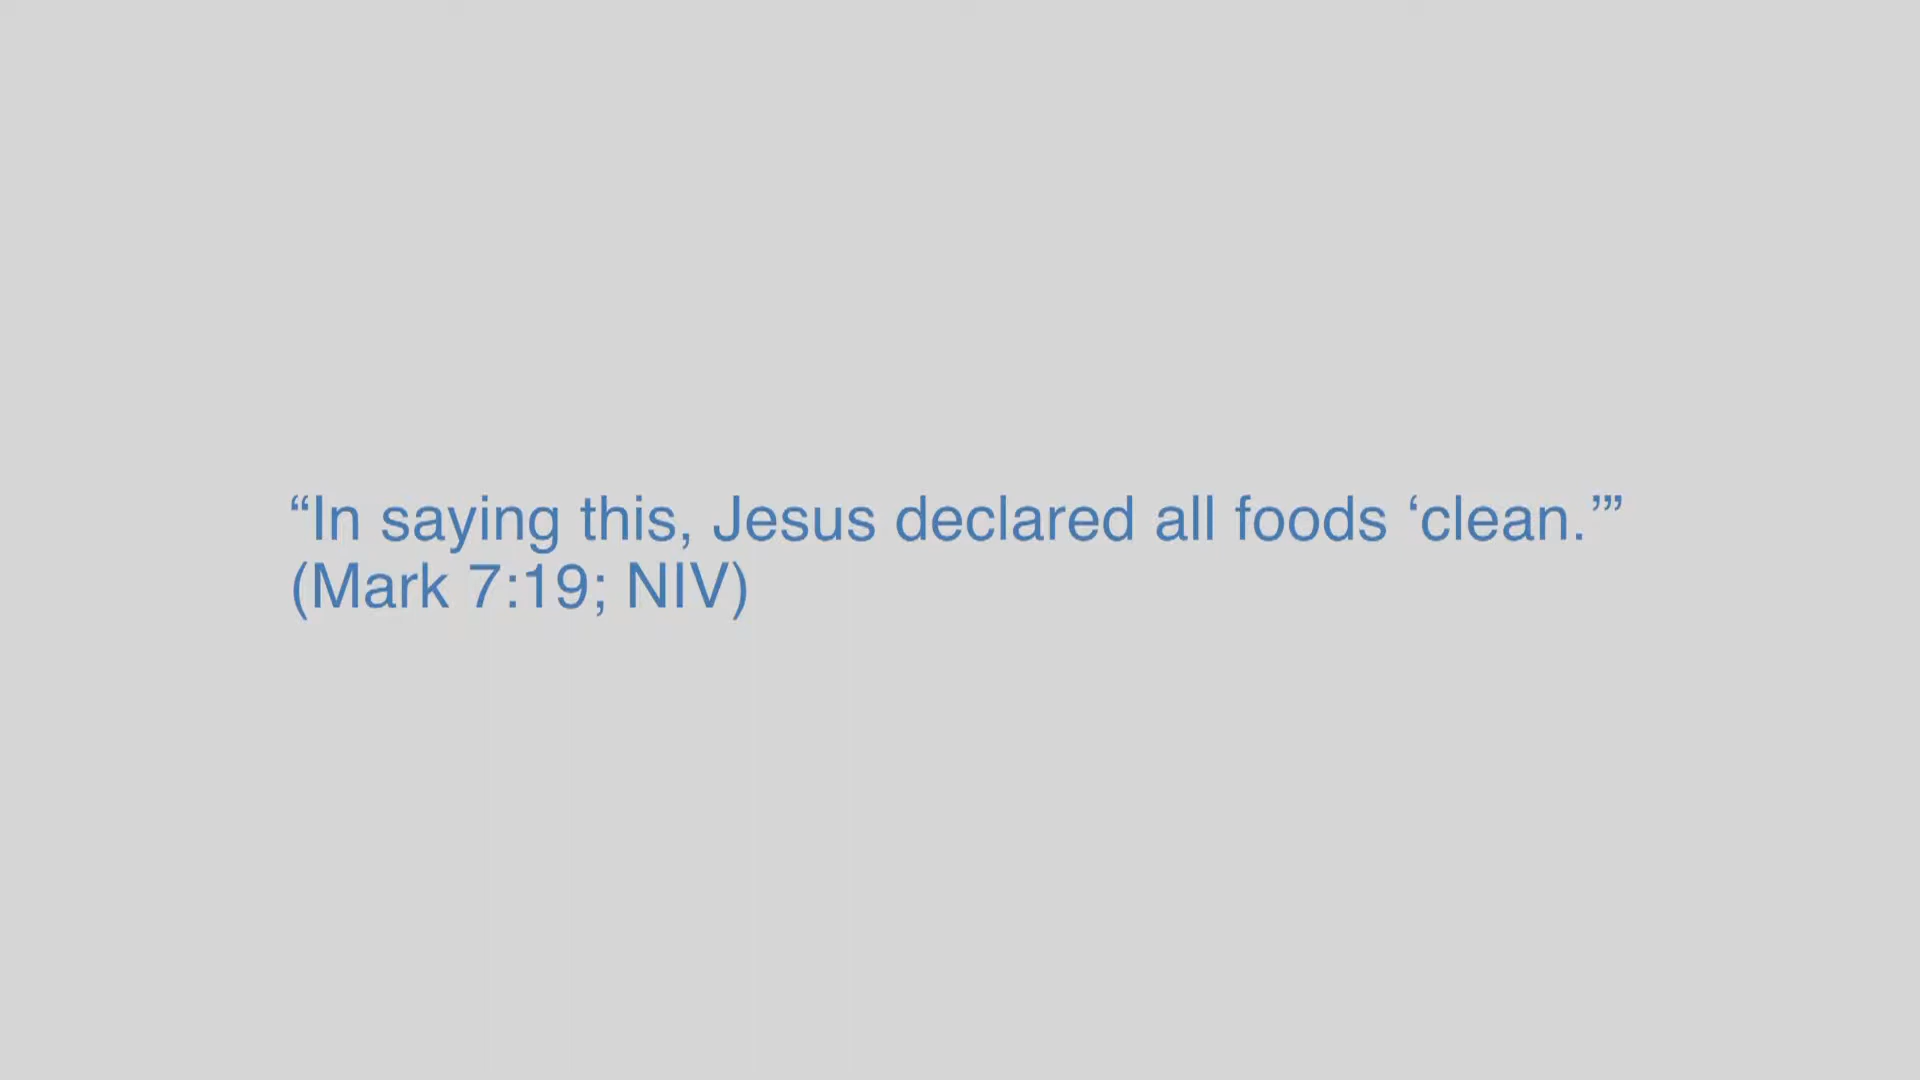 “In saying this, Jesus declared all foods ‘clean.’”
(Mark 7:19; NIV)